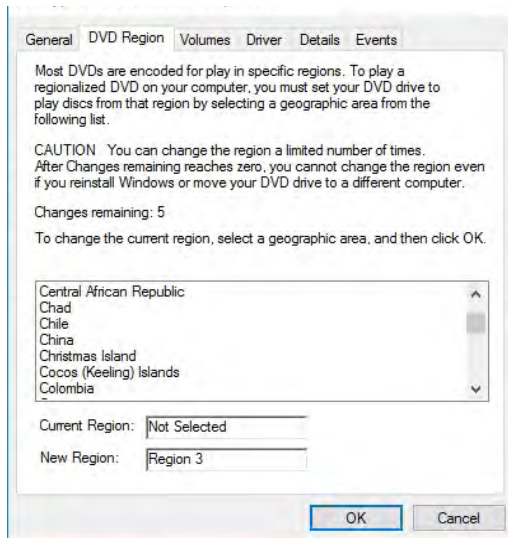 General DVD Region Volumes Driver Details Events
Most DVDs are encoded for play in specific regions. To play a
regionalized DVD on your computer, you must set your DVD drive to
play discs from that region by selecting a geographic area from the
following list.
CAUTION You can change the region a limited number of times.
After Changes remaining reaches zero, you cannot change the region even
if you reinstall Windows or move your DVD drive to a different computer.
Changes remaining: 5
To change the current region, select a geographic area, and then click OK.
Central African Republic
Chad
Chile
China
Christmas Island
Cocos (Keeling) Islands
Colombia
Current Region: Not Selected
New Region: Region 3
OK Cancel